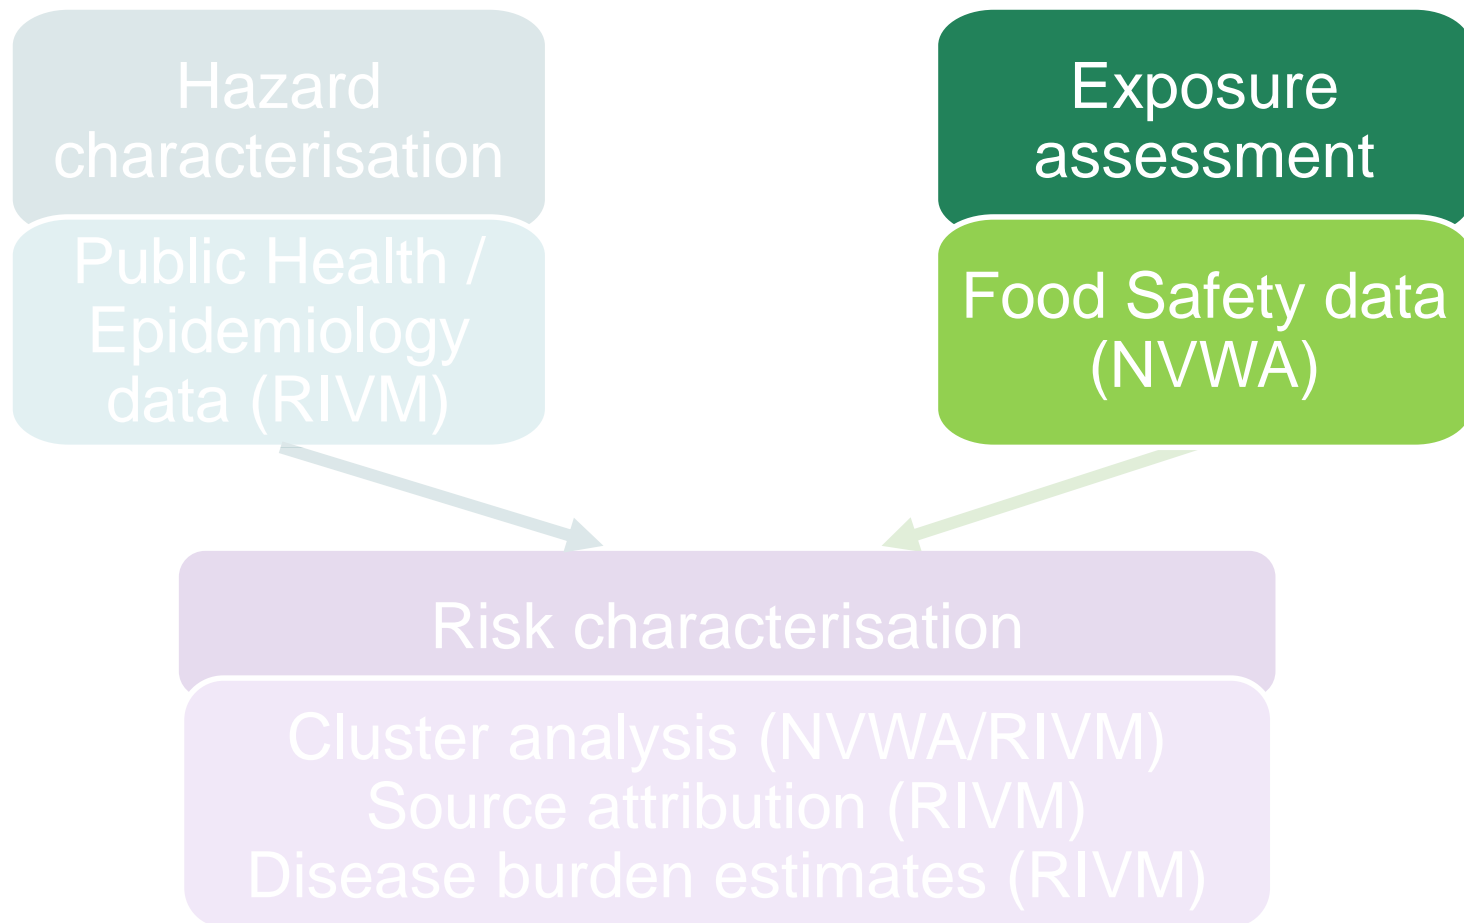 Hazard
characterisation
Public Health /
Epidemiology
data (RIVM)
Exposure
assessment
Food Safety data
(NVWA)
Risk characterisation
Cluster analysis (NVWA/RIVM)
Source attribution (RIVM)
Disease burden estimates (RIVM)